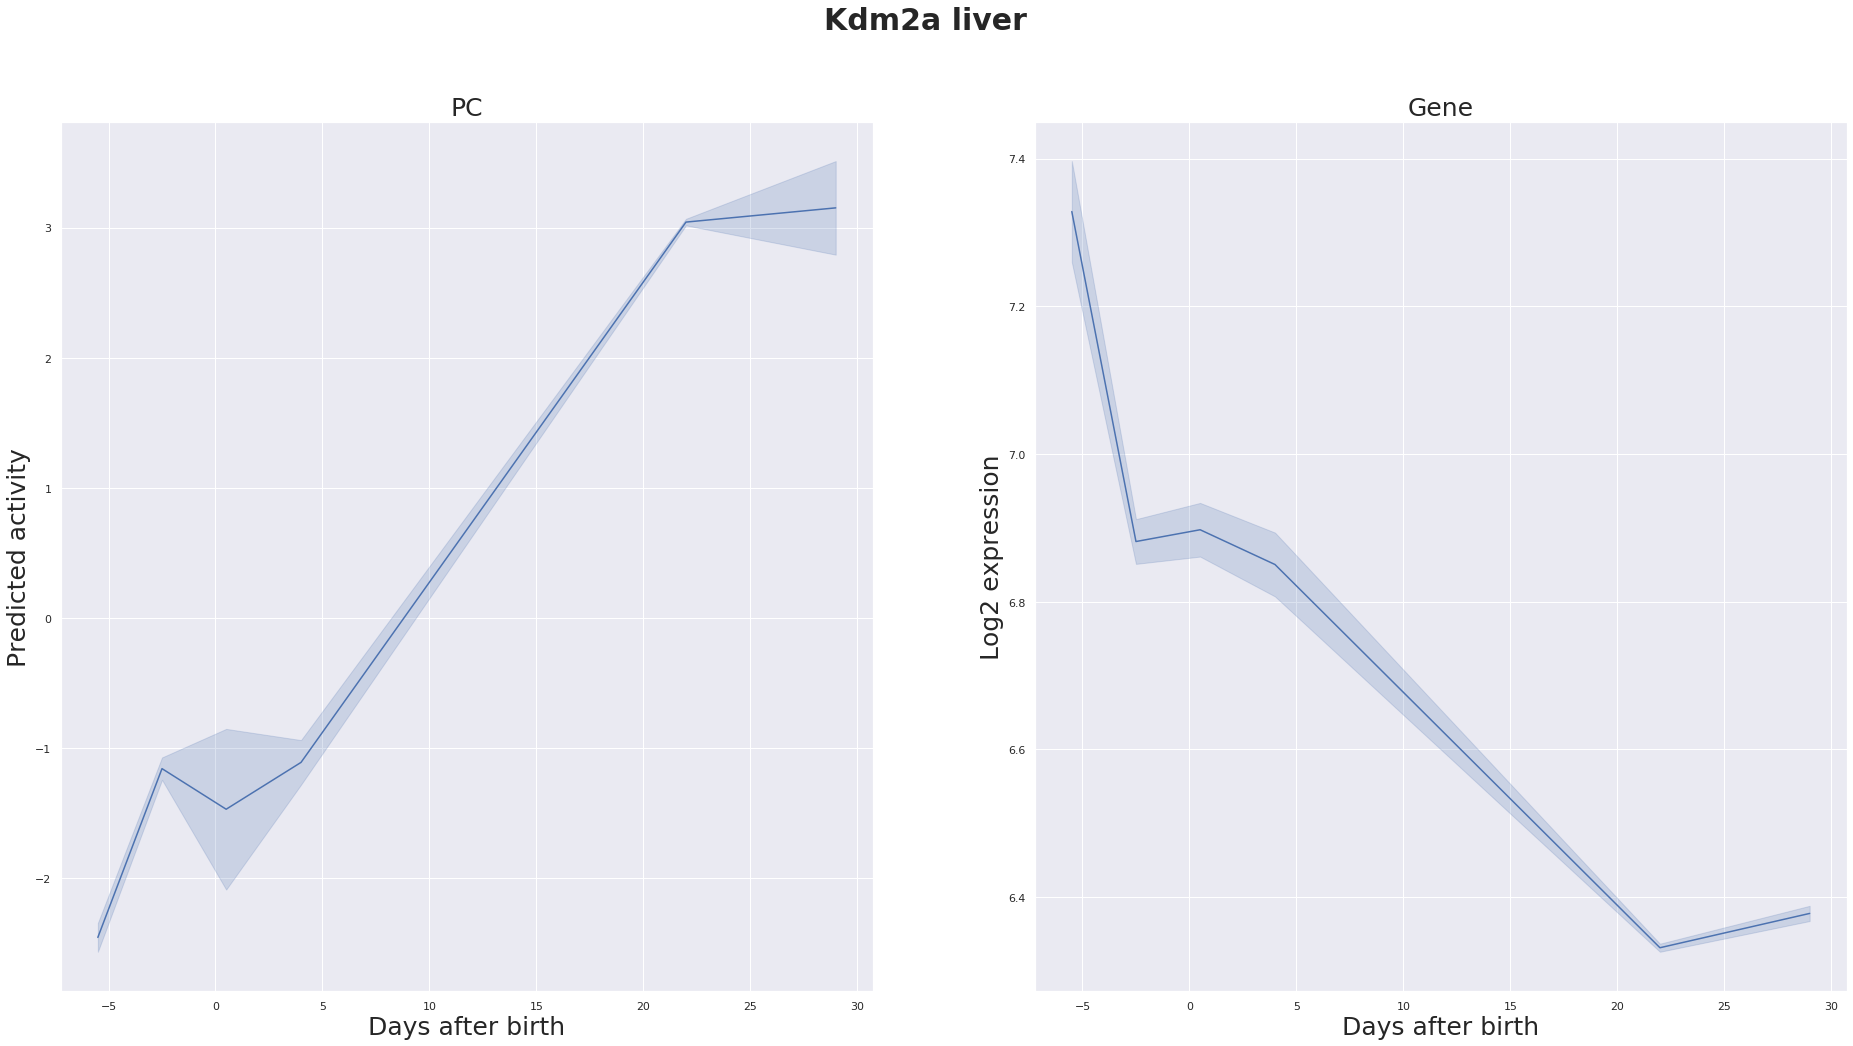 Kdm2a liver
PC
Predicted activity
3
2
1
0
−1
−2
−5 0 5 10 15 20 25 30
Days after birth
Gene
Log2 expression
7.4
7.2
7.0
6.8
6.6
6.4
−5 0 5 10 15 20 25 30
Days after birth